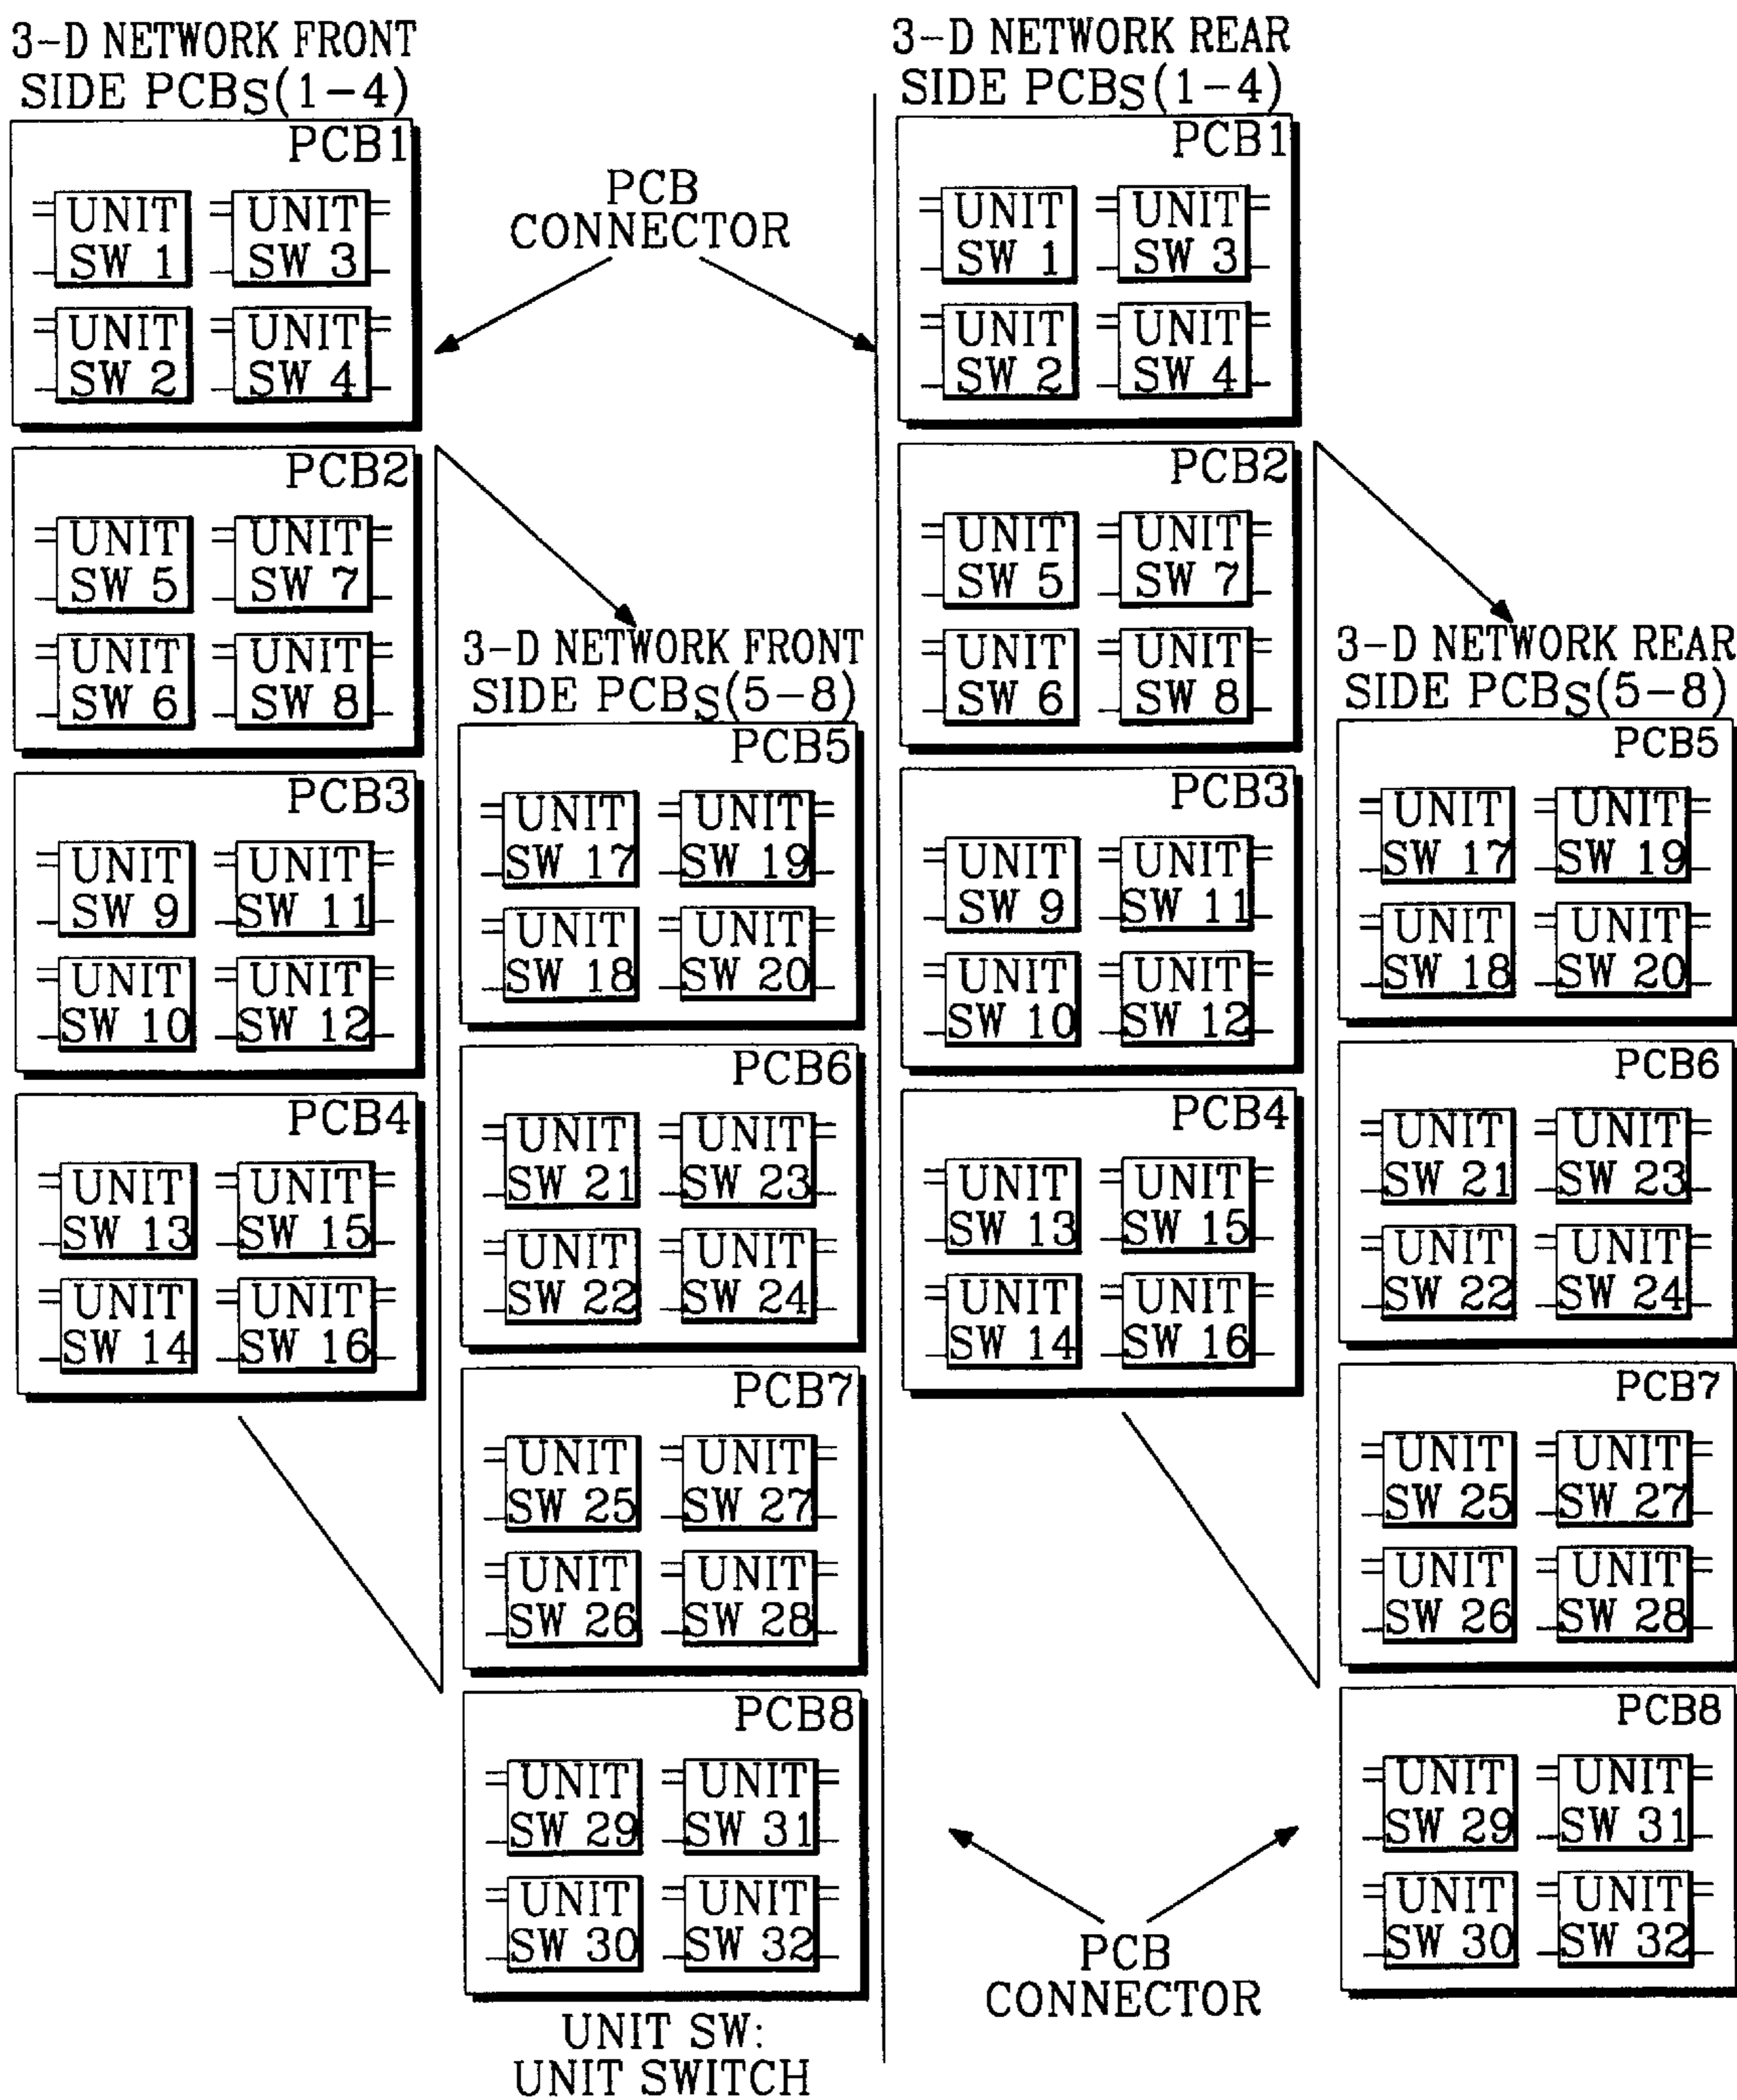 3-D NETWORK FRONT
SIDE PCBS(1-4)
PCB1
UNIT
SW 1
UNIT
SW 3
UNIT
SW 2
UNIT
SW 4
PCB2
UNIT
SW 5
UNIT
SW 7
UNIT
SW 6
UNIT
SW 8
PCB3
UNIT
SW 9
UNIT
SW 11
UNIT
SW 10
UNIT
SW 12
PCB4
UNIT
SW 13
UNIT
SW 15
UNIT
SW 14
UNIT
SW 16
PCB
CONNECTOR
3-D NETWORK FRONT
SIDE PCBS(5-8)
PCB5
UNIT
SW 17
UNIT
SW 19
UNIT
SW 18
UNIT
SW 20
PCB6
UNIT
SW 21
UNIT
SW 23
UNIT
SW 22
UNIT
SW 24
PCB7
UNIT
SW 25
UNIT
SW 27
UNIT
SW 26
UNIT
SW 28
PCB8
UNIT
SW 29
UNIT
SW 31
UNIT
SW 30
UNIT
SW 32
UNIT SW:
UNIT SWITCH
3-D NETWORK REAR
SIDE PCBS(1-4)
PCB1
UNIT
SW 1
UNIT
SW 3
UNIT
SW 2
UNIT
SW 4
PCB2
UNIT
SW 5
UNIT
SW 7
UNIT
SW 6
UNIT
SW 8
PCB3
UNIT
SW 9
UNIT
SW 11
UNIT
SW 10
UNIT
SW 12
PCB4
UNIT
SW 13
UNIT
SW 15
UNIT
SW 14
UNIT
SW 16
3-D NETWORK REAR
SIDE PCBS(5-8)
PCB5
UNIT
SW 17
UNIT
SW 19
UNIT
SW 18
UNIT
SW 20
PCB6
UNIT
SW 21
UNIT
SW 23
UNIT
SW 22
UNIT
SW 24
PCB7
UNIT
SW 25
UNIT
SW 27
UNIT
SW 26
UNIT
SW 28
PCB8
UNIT
SW 29
UNIT
SW 31
UNIT
SW 30
UNIT
SW 32
PCB
CONNECTOR